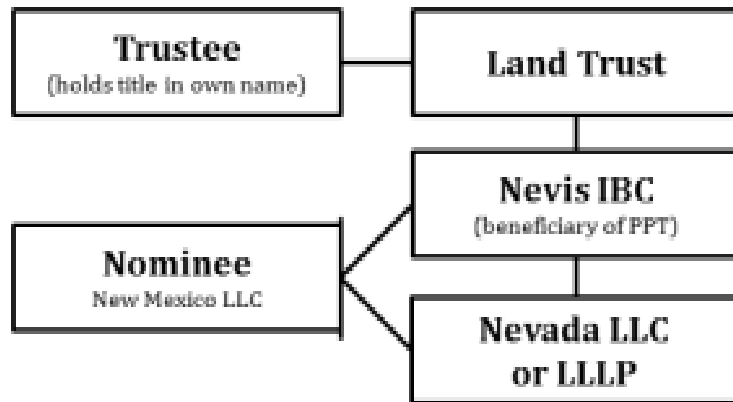 Trustee
(holds title in own name)
Land Trust
Nevis IBC
(beneficiary of PPT)
Nominee
New Mexico LLC
Nevada LLC
or LLLP